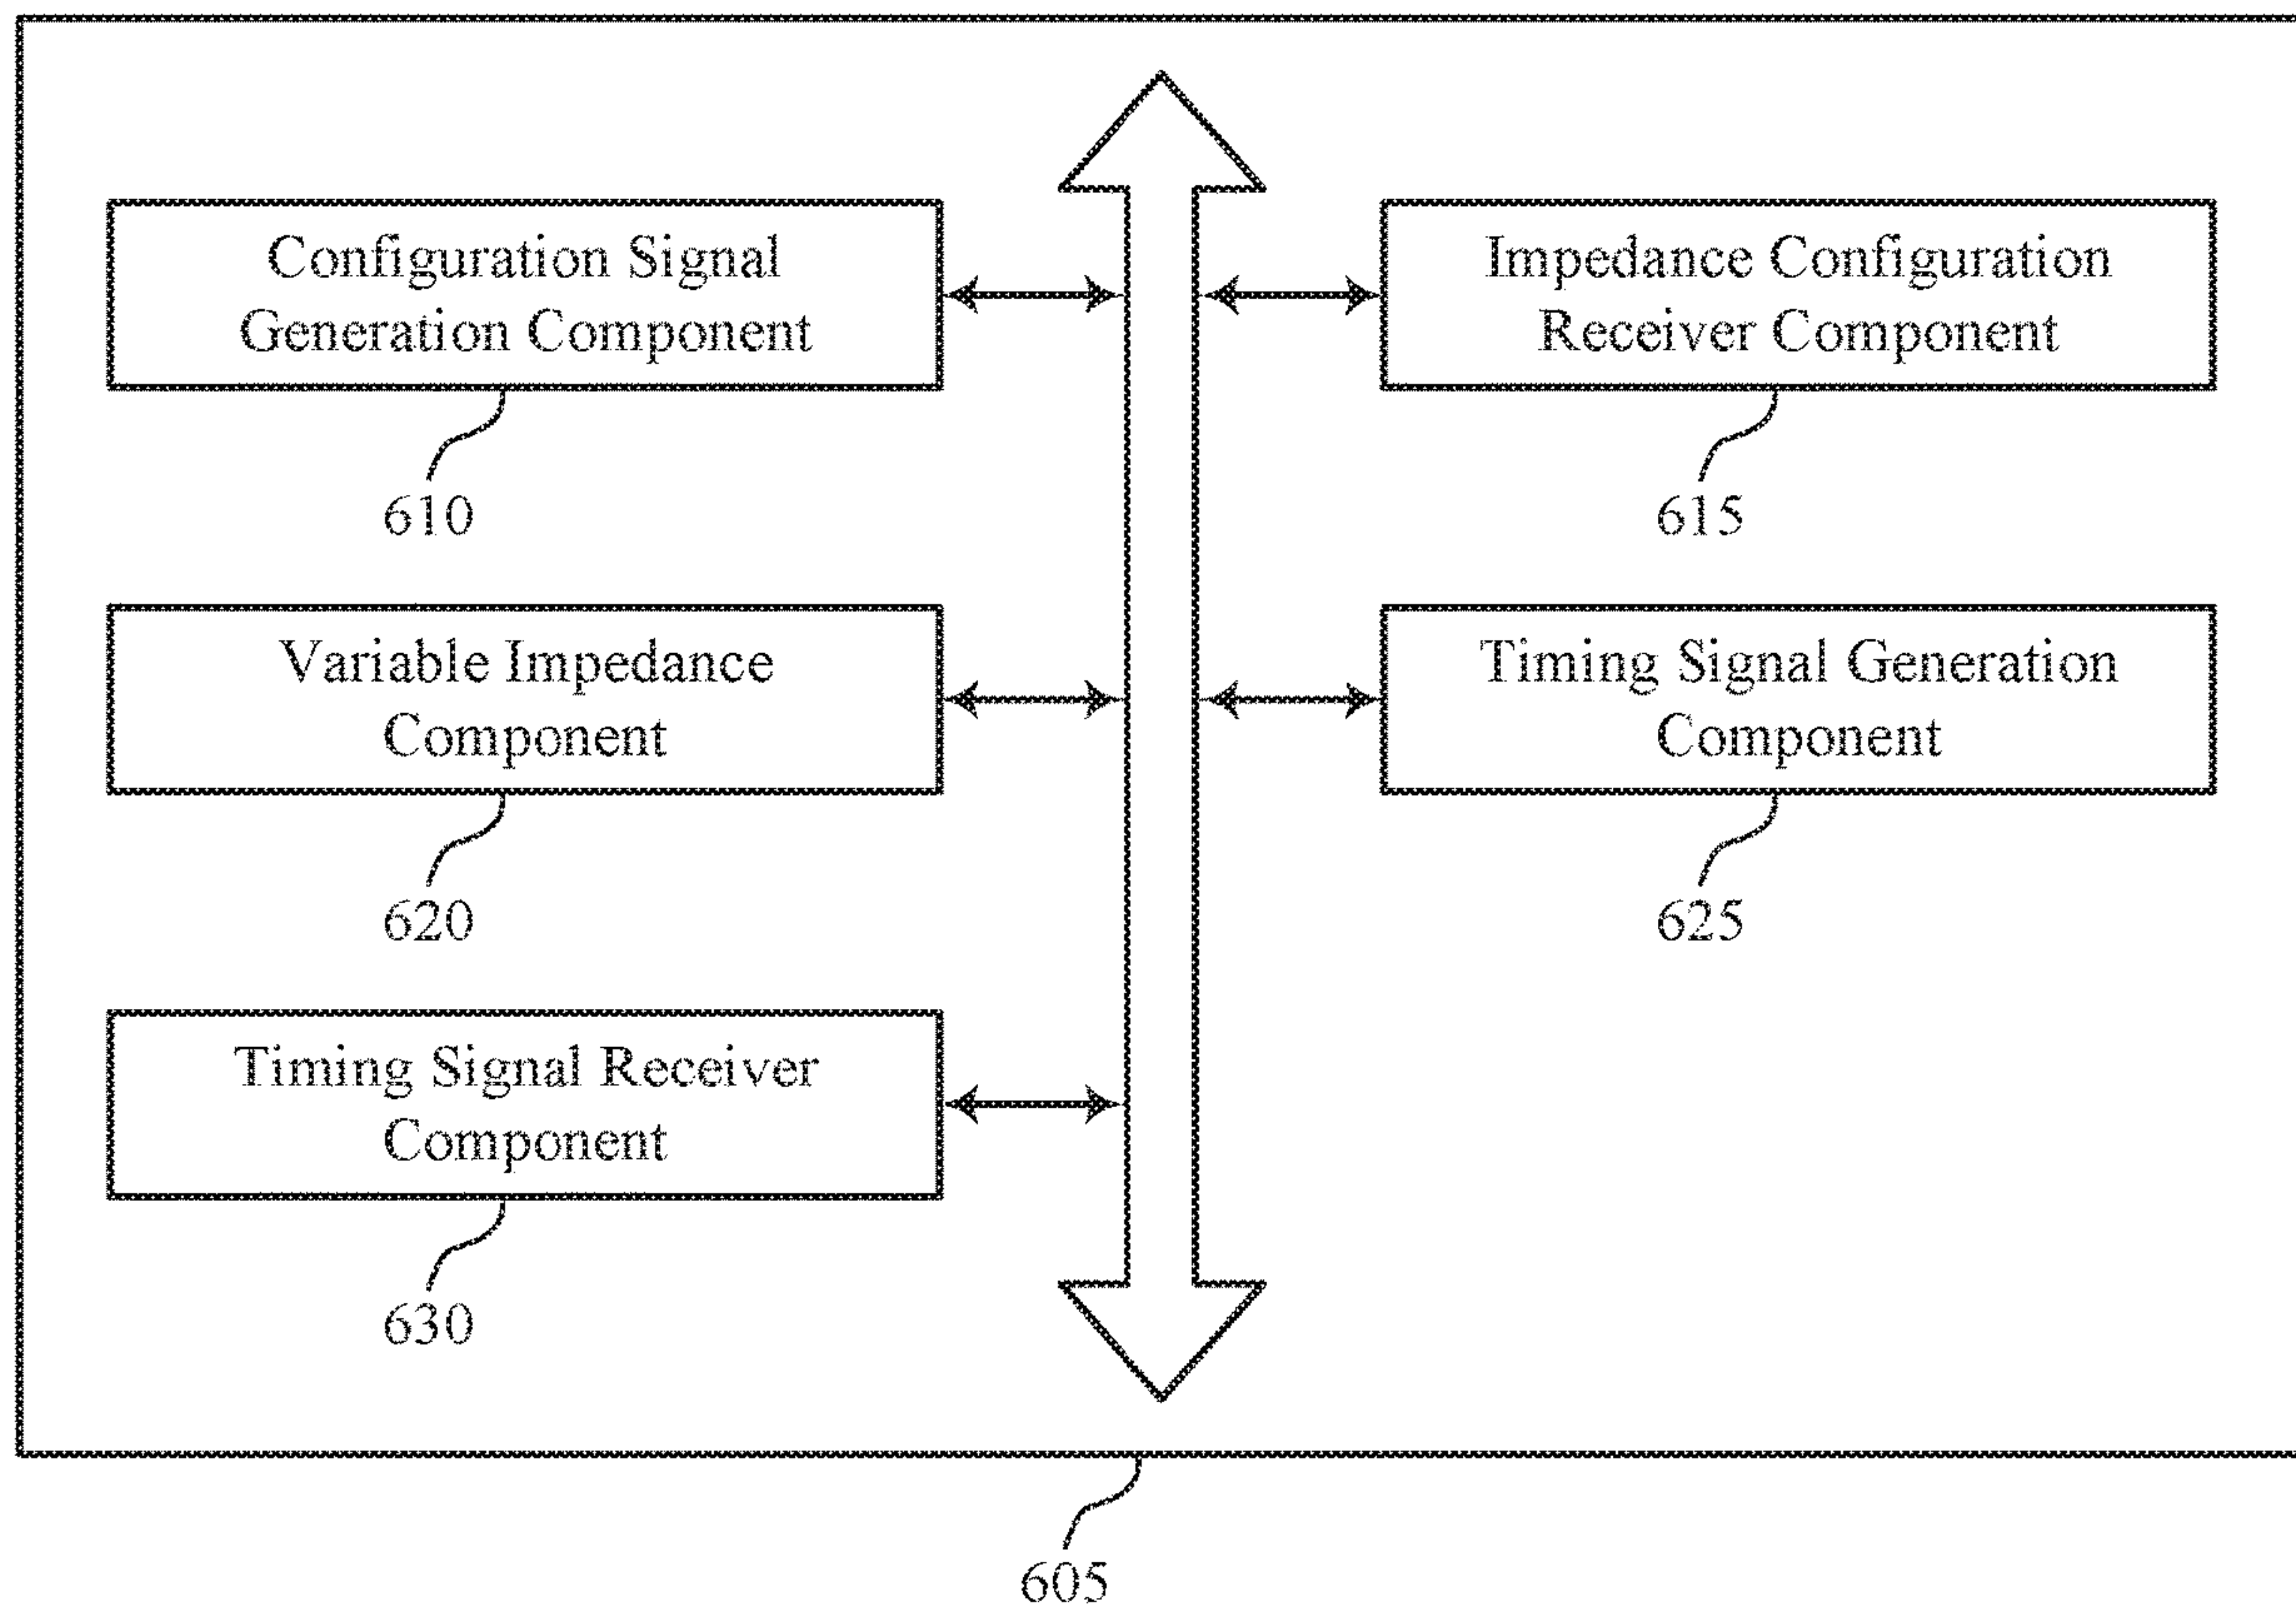 Configuration Signal
Generation Component
610
Impedance Configuration
Receiver Component
615
Variable Impedance
Component
620
Timing Signal Generation
Component
625
Timing Signal Receiver
Component
630
605